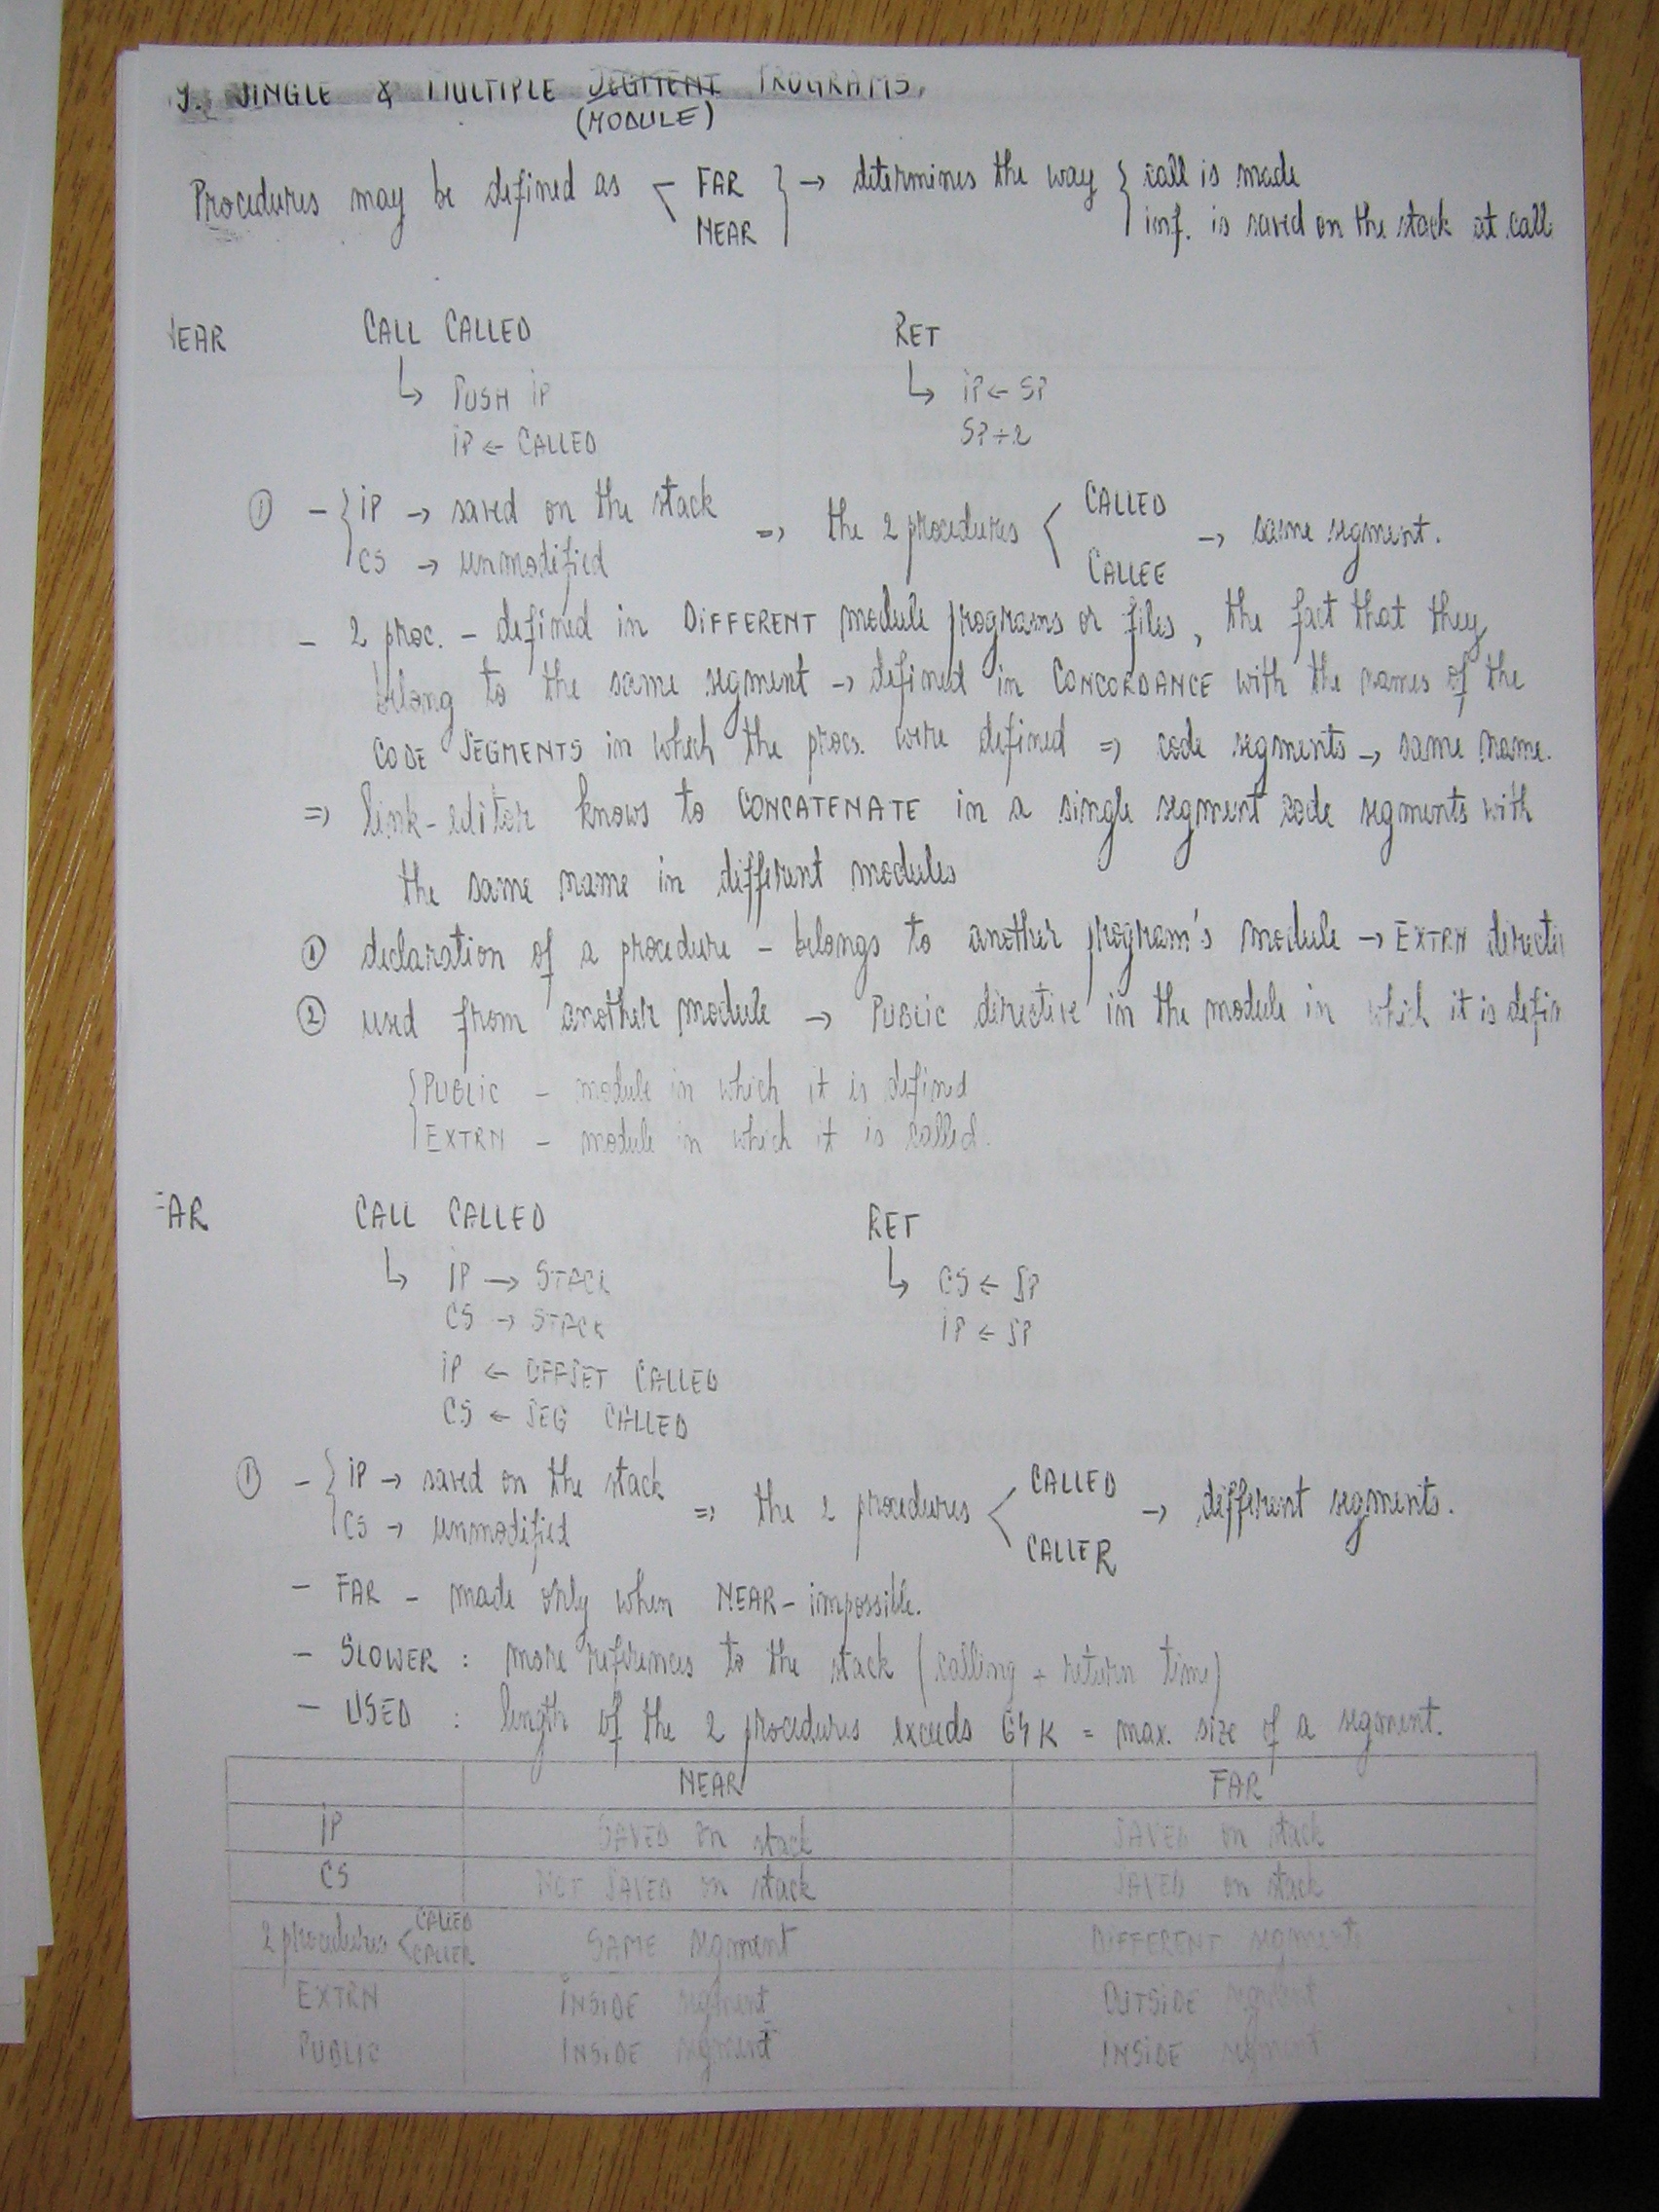 9. SINGLE & MULTIPLE SEGMENT PROGRAMS.
(MODULE)
Procedures may be defined as < FAR } → determines the way { call is made
NEAR inf. is saved on the stack at call
NEAR CALL CALLED RET
↳ PUSH IP ↳ IP ← SP
IP ← CALLED SP+2
① - { IP → saved on the stack => the 2 procedures < CALLED → same segment.
CS → unmodified CALLEE
- 2 proc. - defined in DIFFERENT module programs or files, the fact that they
belong to the same segment → defined in CONCORDANCE with the names of the
CODE SEGMENTS in which the procs. were defined => code segments → same name.
=> link-editor knows to CONCATENATE in a single segment code segments with
the same name in different modules
① declaration of a procedure - belongs to another program's module → EXTRN directi
② used from another module → PUBLIC directive in the module in which it is defin
{ PUBLIC - module in which it is defined
EXTRN - module in which it is called.
FAR CALL CALLED RET
↳ IP → STACK ↳ CS ← SP
CS → STACK IP ← SP
IP ← OFFSET CALLED
CS ← SEG CALLED
① - { IP → saved on the stack => the 2 procedures < CALLED → different segments.
CS → unmodified CALLER
- FAR - made only when NEAR - impossible.
- SLOWER : more references to the stack (calling + return time)
- USED : length of the 2 procedures exceeds 64K = max. size of a segment.
NEAR FAR
IP SAVED on stack SAVED on stack
CS NOT SAVED on stack SAVED on stack
2 procedures < CALLED CALLER SAME segment DIFFERENT segments
EXTRN INSIDE segment OUTSIDE segment
PUBLIC INSIDE segment INSIDE segment